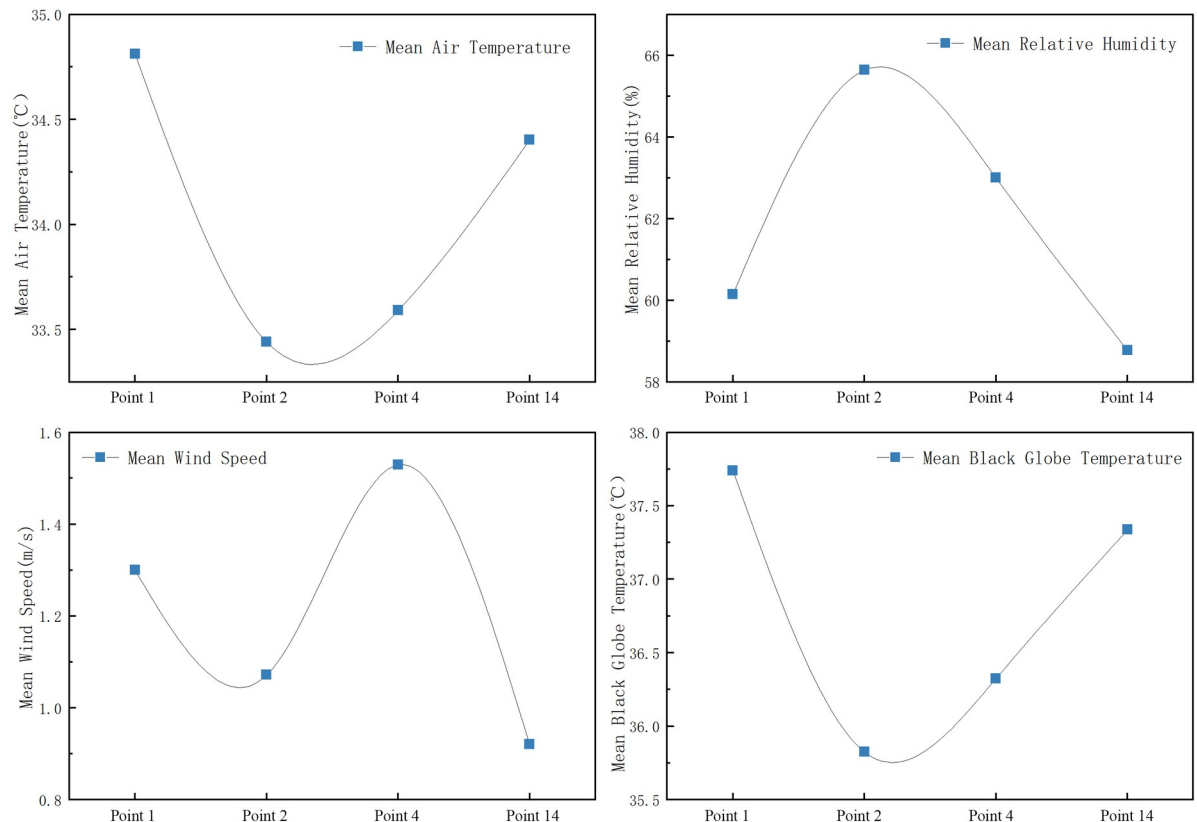 Mean Air Temperature(℃)
35.0
34.5
34.0
33.5
Mean Air Temperature
Point 1
Point 2
Point 4
Point 14
Mean Relative Humidity(%)
66
64
62
60
58
Mean Relative Humidity
Point 1
Point 2
Point 4
Point 14
Mean Wind Speed(m/s)
1.6
1.4
1.2
1.0
0.8
Mean Wind Speed
Point 1
Point 2
Point 4
Point 14
Mean Black Globe Temperature(℃)
38.0
37.5
37.0
36.5
36.0
35.5
Mean Black Globe Temperature
Point 1
Point 2
Point 4
Point 14